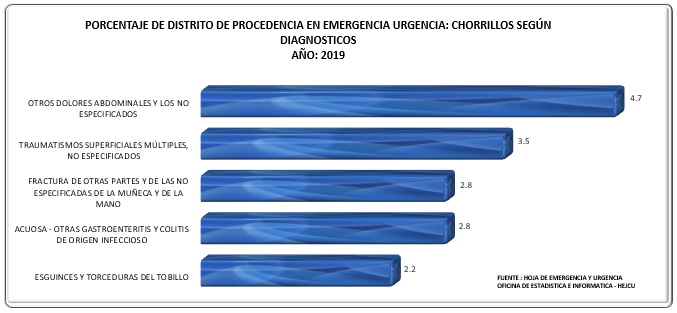 PORCENTAJE DE DISTRITO DE PROCEDENCIA EN EMERGENCIA URGENCIA: CHORRILLOS SEGÚN
DIAGNOSTICOS
AÑO: 2019
OTROS DOLORES ABDOMINALES Y LOS NO
ESPECIFICADOS
4.7
TRAUMATISMOS SUPERFICIALES MÚLTIPLES,
NO ESPECIFICADOS
3.5
FRACTURA DE OTRAS PARTES Y DE LAS NO
ESPECIFICADAS DE LA MUÑECA Y DE LA
MANO
2.8
ACUOSA - OTRAS GASTROENTERITIS Y COLITIS
DE ORIGEN INFECCIOSO
2.8
ESGUINCES Y TORCEDURAS DEL TOBILLO
2.2
FUENTE : HOJA DE EMERGENCIA Y URGENCIA
OFICINA DE ESTADISTICA E INFORMATICA - HEJCU